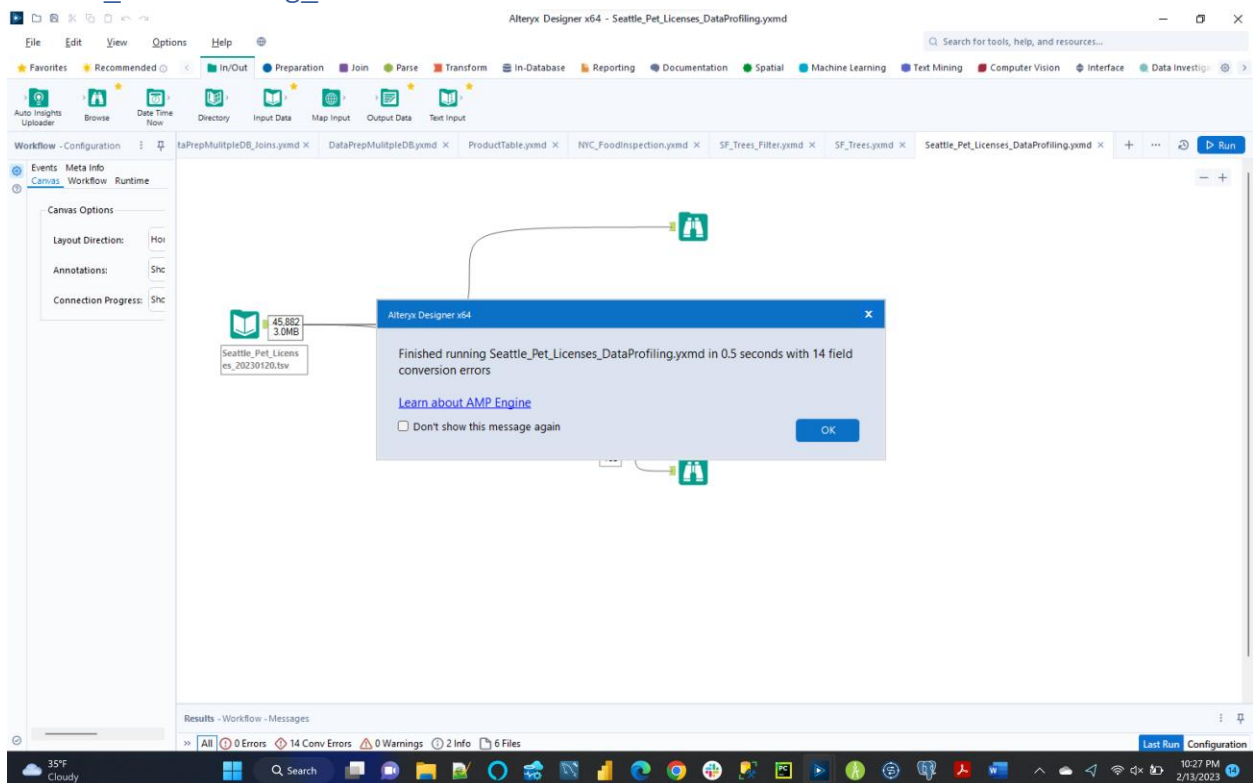 Alteryx Designer x64 - Seattle_Pet_Licenses_DataProfiling.yxmd
File Edit View Options Help
Search for tools, help, and resources...
Favorites Recommended In/Out Preparation Join Parse Transform In-Database Reporting Documentation Spatial Machine Learning Text Mining Computer Vision Interface Data Investig
Auto Insights Uploader
Browse
Date Time Now
Directory
Input Data
Map Input
Output Data
Text Input
Workflow - Configuration
taPrepMulitpleDB_Joins.yxmd
DataPrepMulitpleDB.yxmd
ProductTable.yxmd
NYC_FoodInspection.yxmd
SF_Trees_Filter.yxmd
SF_Trees.yxmd
Seattle_Pet_Licenses_DataProfiling.yxmd
Run
Events Meta Info
Canvas Workflow Runtime
Canvas Options
Layout Direction: Hor
Annotations: Sho
Connection Progress: Sho
45,882
3.0MB
Seattle_Pet_Licens
es_20230120.tsv
Alteryx Designer x64
Finished running Seattle_Pet_Licenses_DataProfiling.yxmd in 0.5 seconds with 14 field
conversion errors
Learn about AMP Engine
Don't show this message again
OK
Results - Workflow - Messages
All 0 Errors 14 Conv Errors 0 Warnings 2 Info 6 Files
Last Run Configuration
35°F
Cloudy
Search
10:27 PM
2/13/2023
14